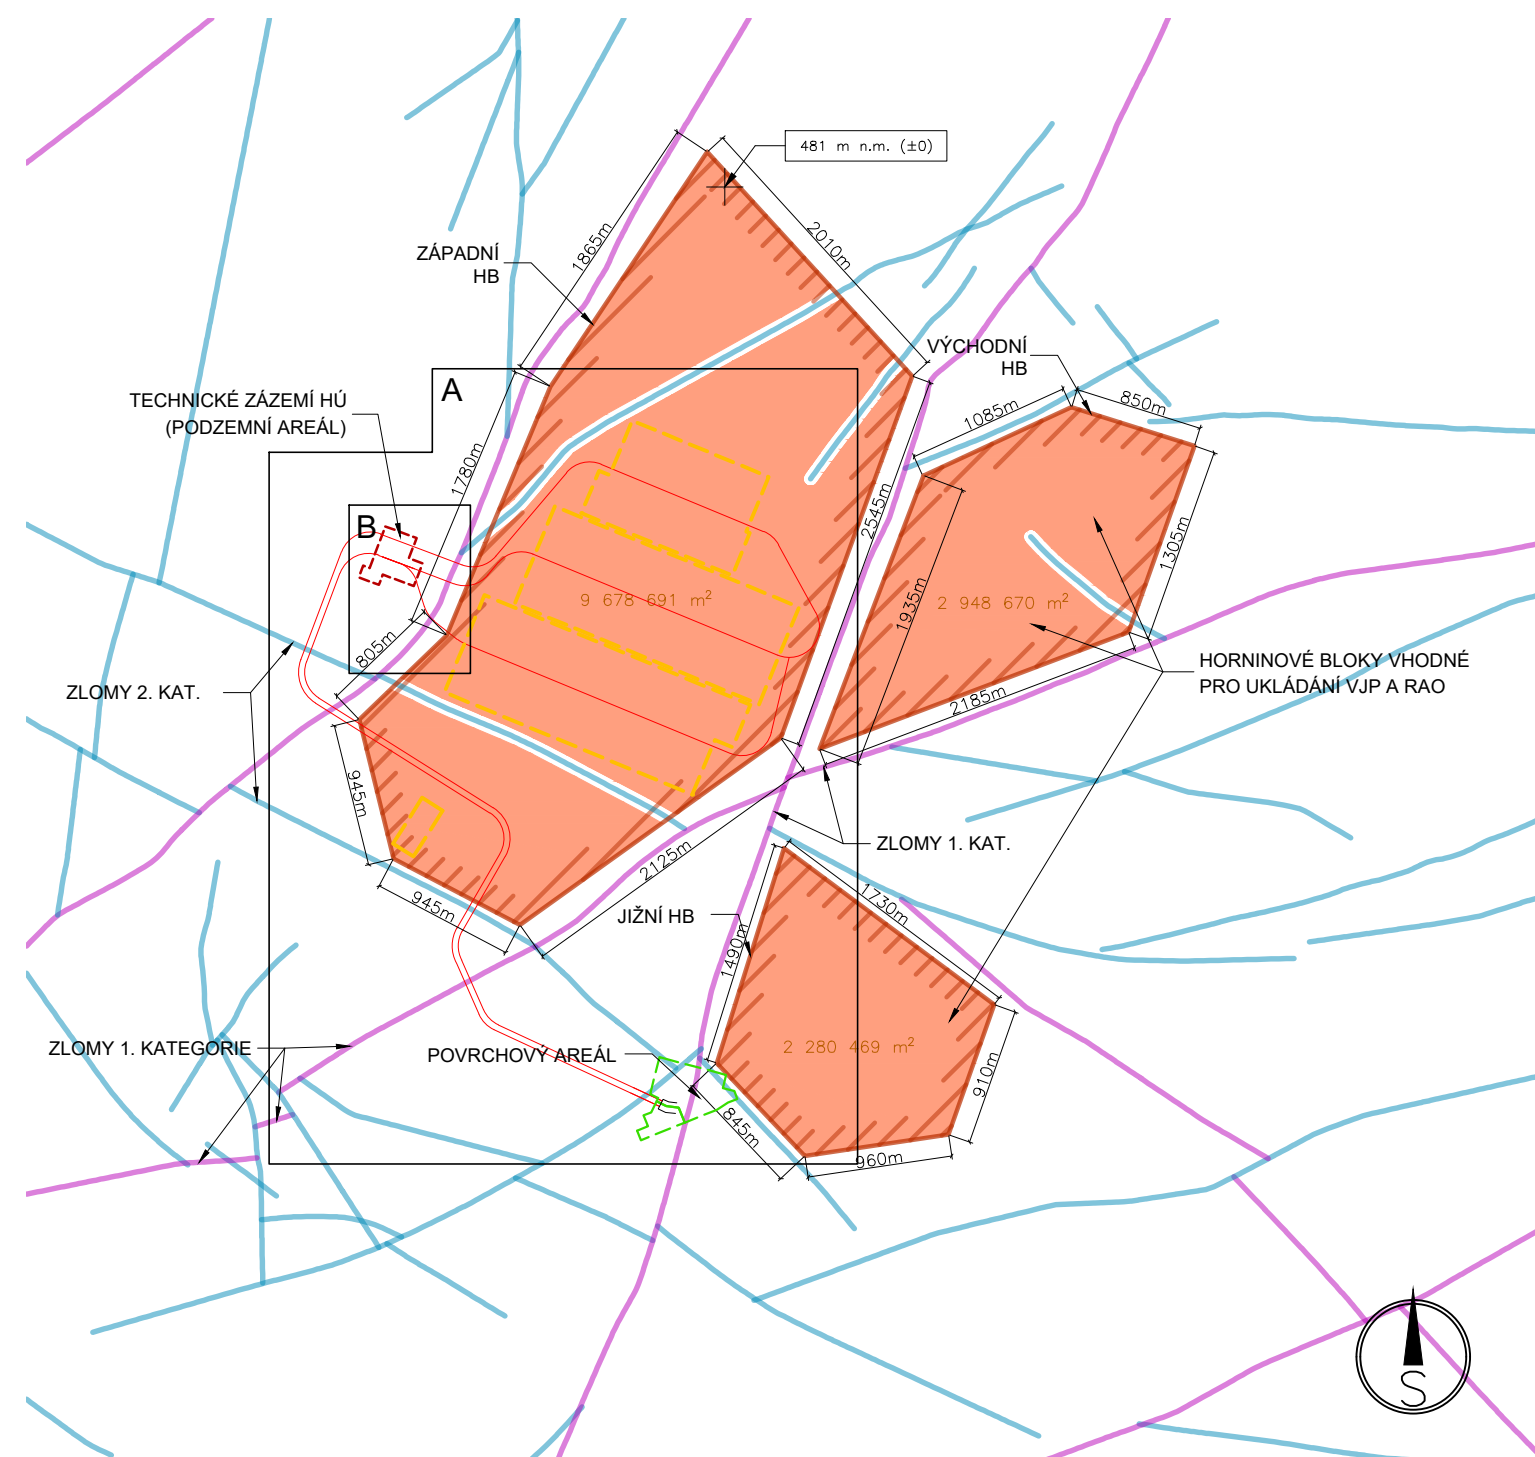 481 m n.m. (±0)
1865m
2010m
ZÁPADNÍ
HB
VÝCHODNÍ
HB
A
TECHNICKÉ ZÁZEMÍ HÚ
(PODZEMNÍ AREÁL)
1085m
850m
1780m
2545m
B
1305m
9 678 691 m²
1935m
2 948 670 m²
805m
HORNINOVÉ BLOKY VHODNÉ
PRO UKLÁDÁNÍ VJP A RAO
ZLOMY 2. KAT.
2185m
945m
2125m
ZLOMY 1. KAT.
945m
JIŽNÍ HB
1730m
1490m
ZLOMY 1. KATEGORIE
POVRCHOVÝ AREÁL
2 280 469 m²
910m
845m
960m
S